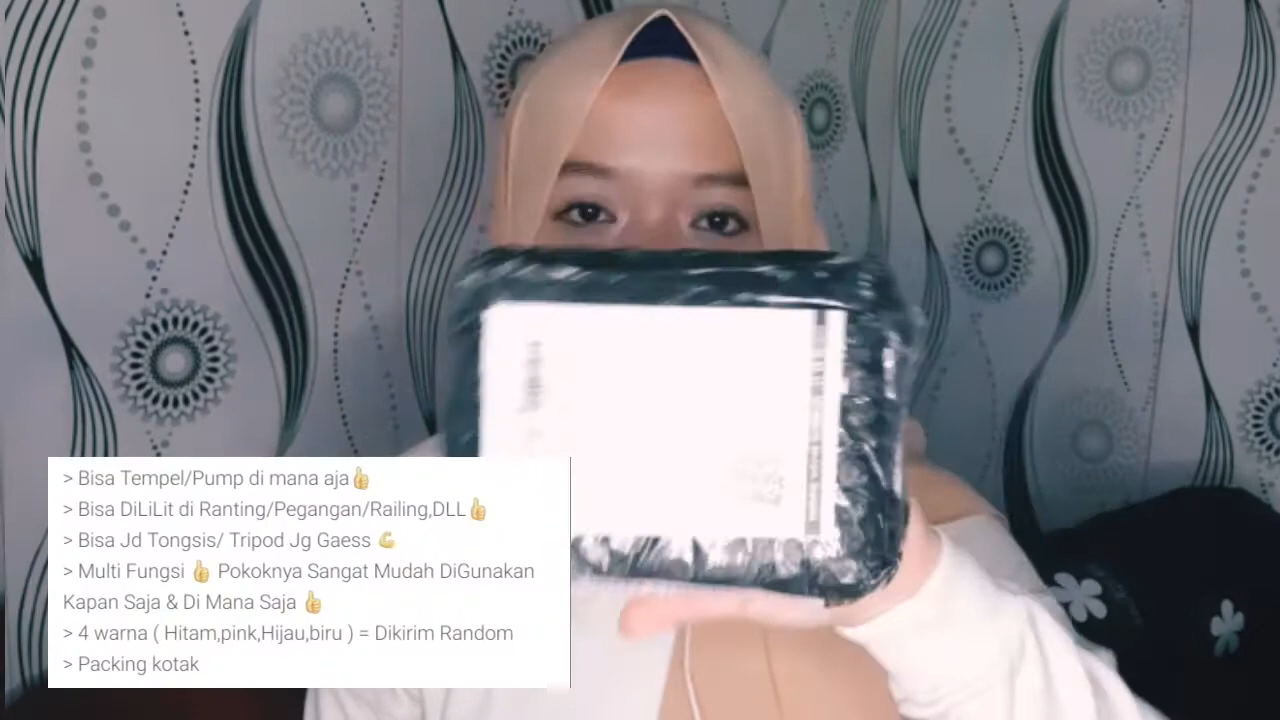 > Bisa Tempel/Pump di mana aja👍
> Bisa DiLiLit di Ranting/Pegangan/Railing,DLL👍
> Bisa Jd Tongsis/ Tripod Jg Gaess 💪
> Multi Fungsi 👍 Pokoknya Sangat Mudah DiGunakan
Kapan Saja & Di Mana Saja 👍
> 4 warna ( Hitam,pink,Hijau,biru ) = Dikirim Random
> Packing kotak